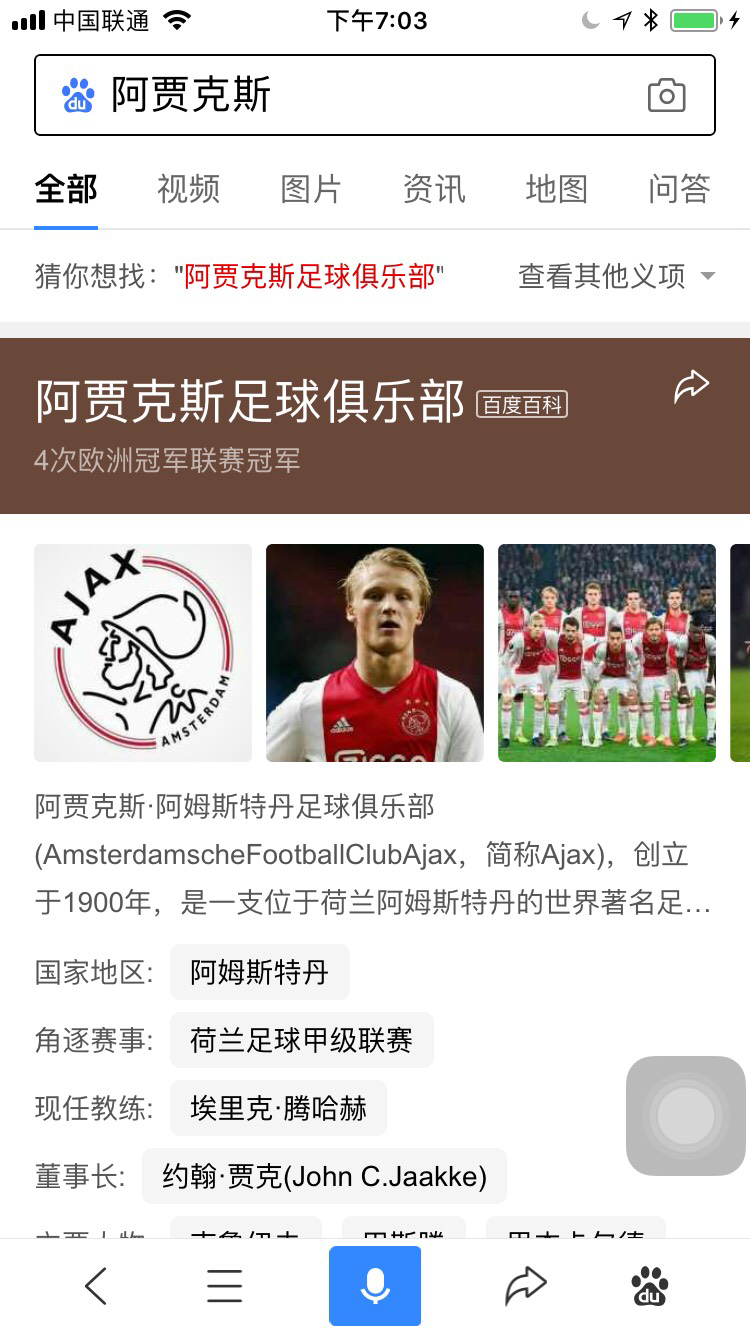 中国联通 下午7:03
du 阿贾克斯
全部 视频 图片 资讯 地图 问答
猜你想找："阿贾克斯足球俱乐部" 查看其他义项
阿贾克斯足球俱乐部 百度百科
4次欧洲冠军联赛冠军
AJAX
AMSTERDAM
adidas
阿贾克斯·阿姆斯特丹足球俱乐部
(AmsterdamscheFootballClubAjax，简称Ajax)，创立
于1900年，是一支位于荷兰阿姆斯特丹的世界著名足...
国家地区: 阿姆斯特丹
角逐赛事: 荷兰足球甲级联赛
现任教练: 埃里克·腾哈赫
董事长: 约翰·贾克(John C.Jaakke)
du